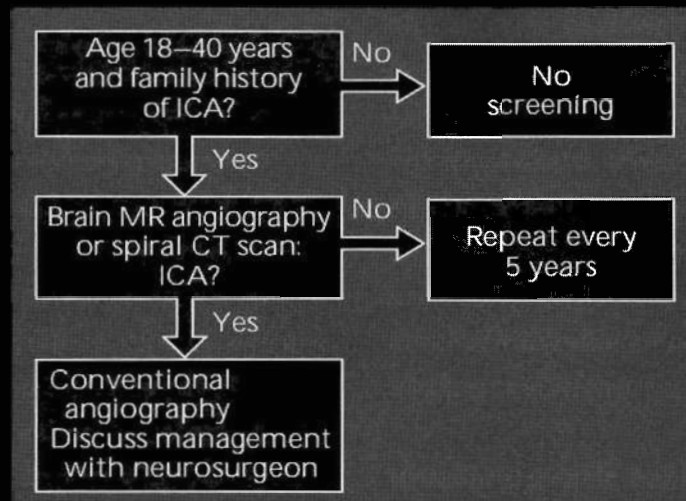 Age 18–40 years
and family history
of ICA?
No
No
screening
Yes
Brain MR angiography
or spiral CT scan:
ICA?
No
Repeat every
5 years
Yes
Conventional
angiography
Discuss management
with neurosurgeon